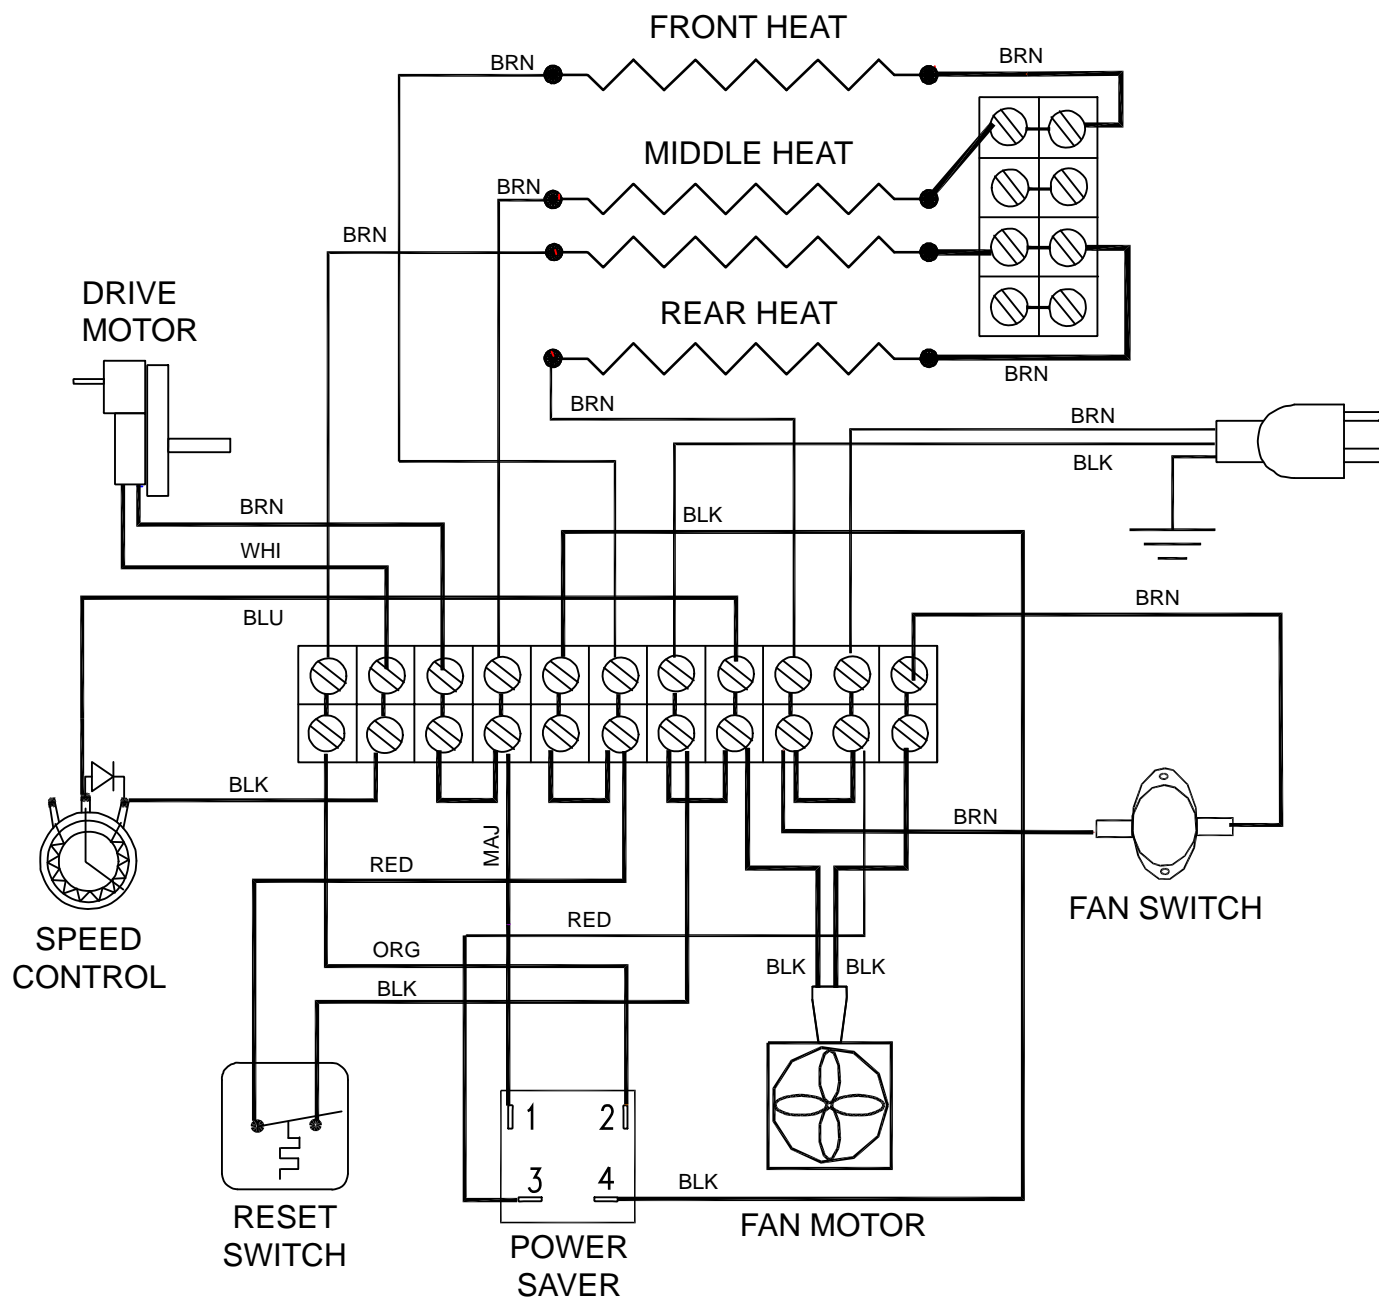 FRONT HEAT
BRN
BRN
MIDDLE HEAT
BRN
BRN
DRIVE
MOTOR
REAR HEAT
BRN
BRN
BRN
BLK
BRN
BLK
WHI
BRN
BLU
BLK
BRN
MAJ
RED
SPEED
CONTROL
FAN SWITCH
RED
ORG
BLK
BLK
BLK
1
2
3
4
BLK
RESET
SWITCH
POWER
SAVER
FAN MOTOR